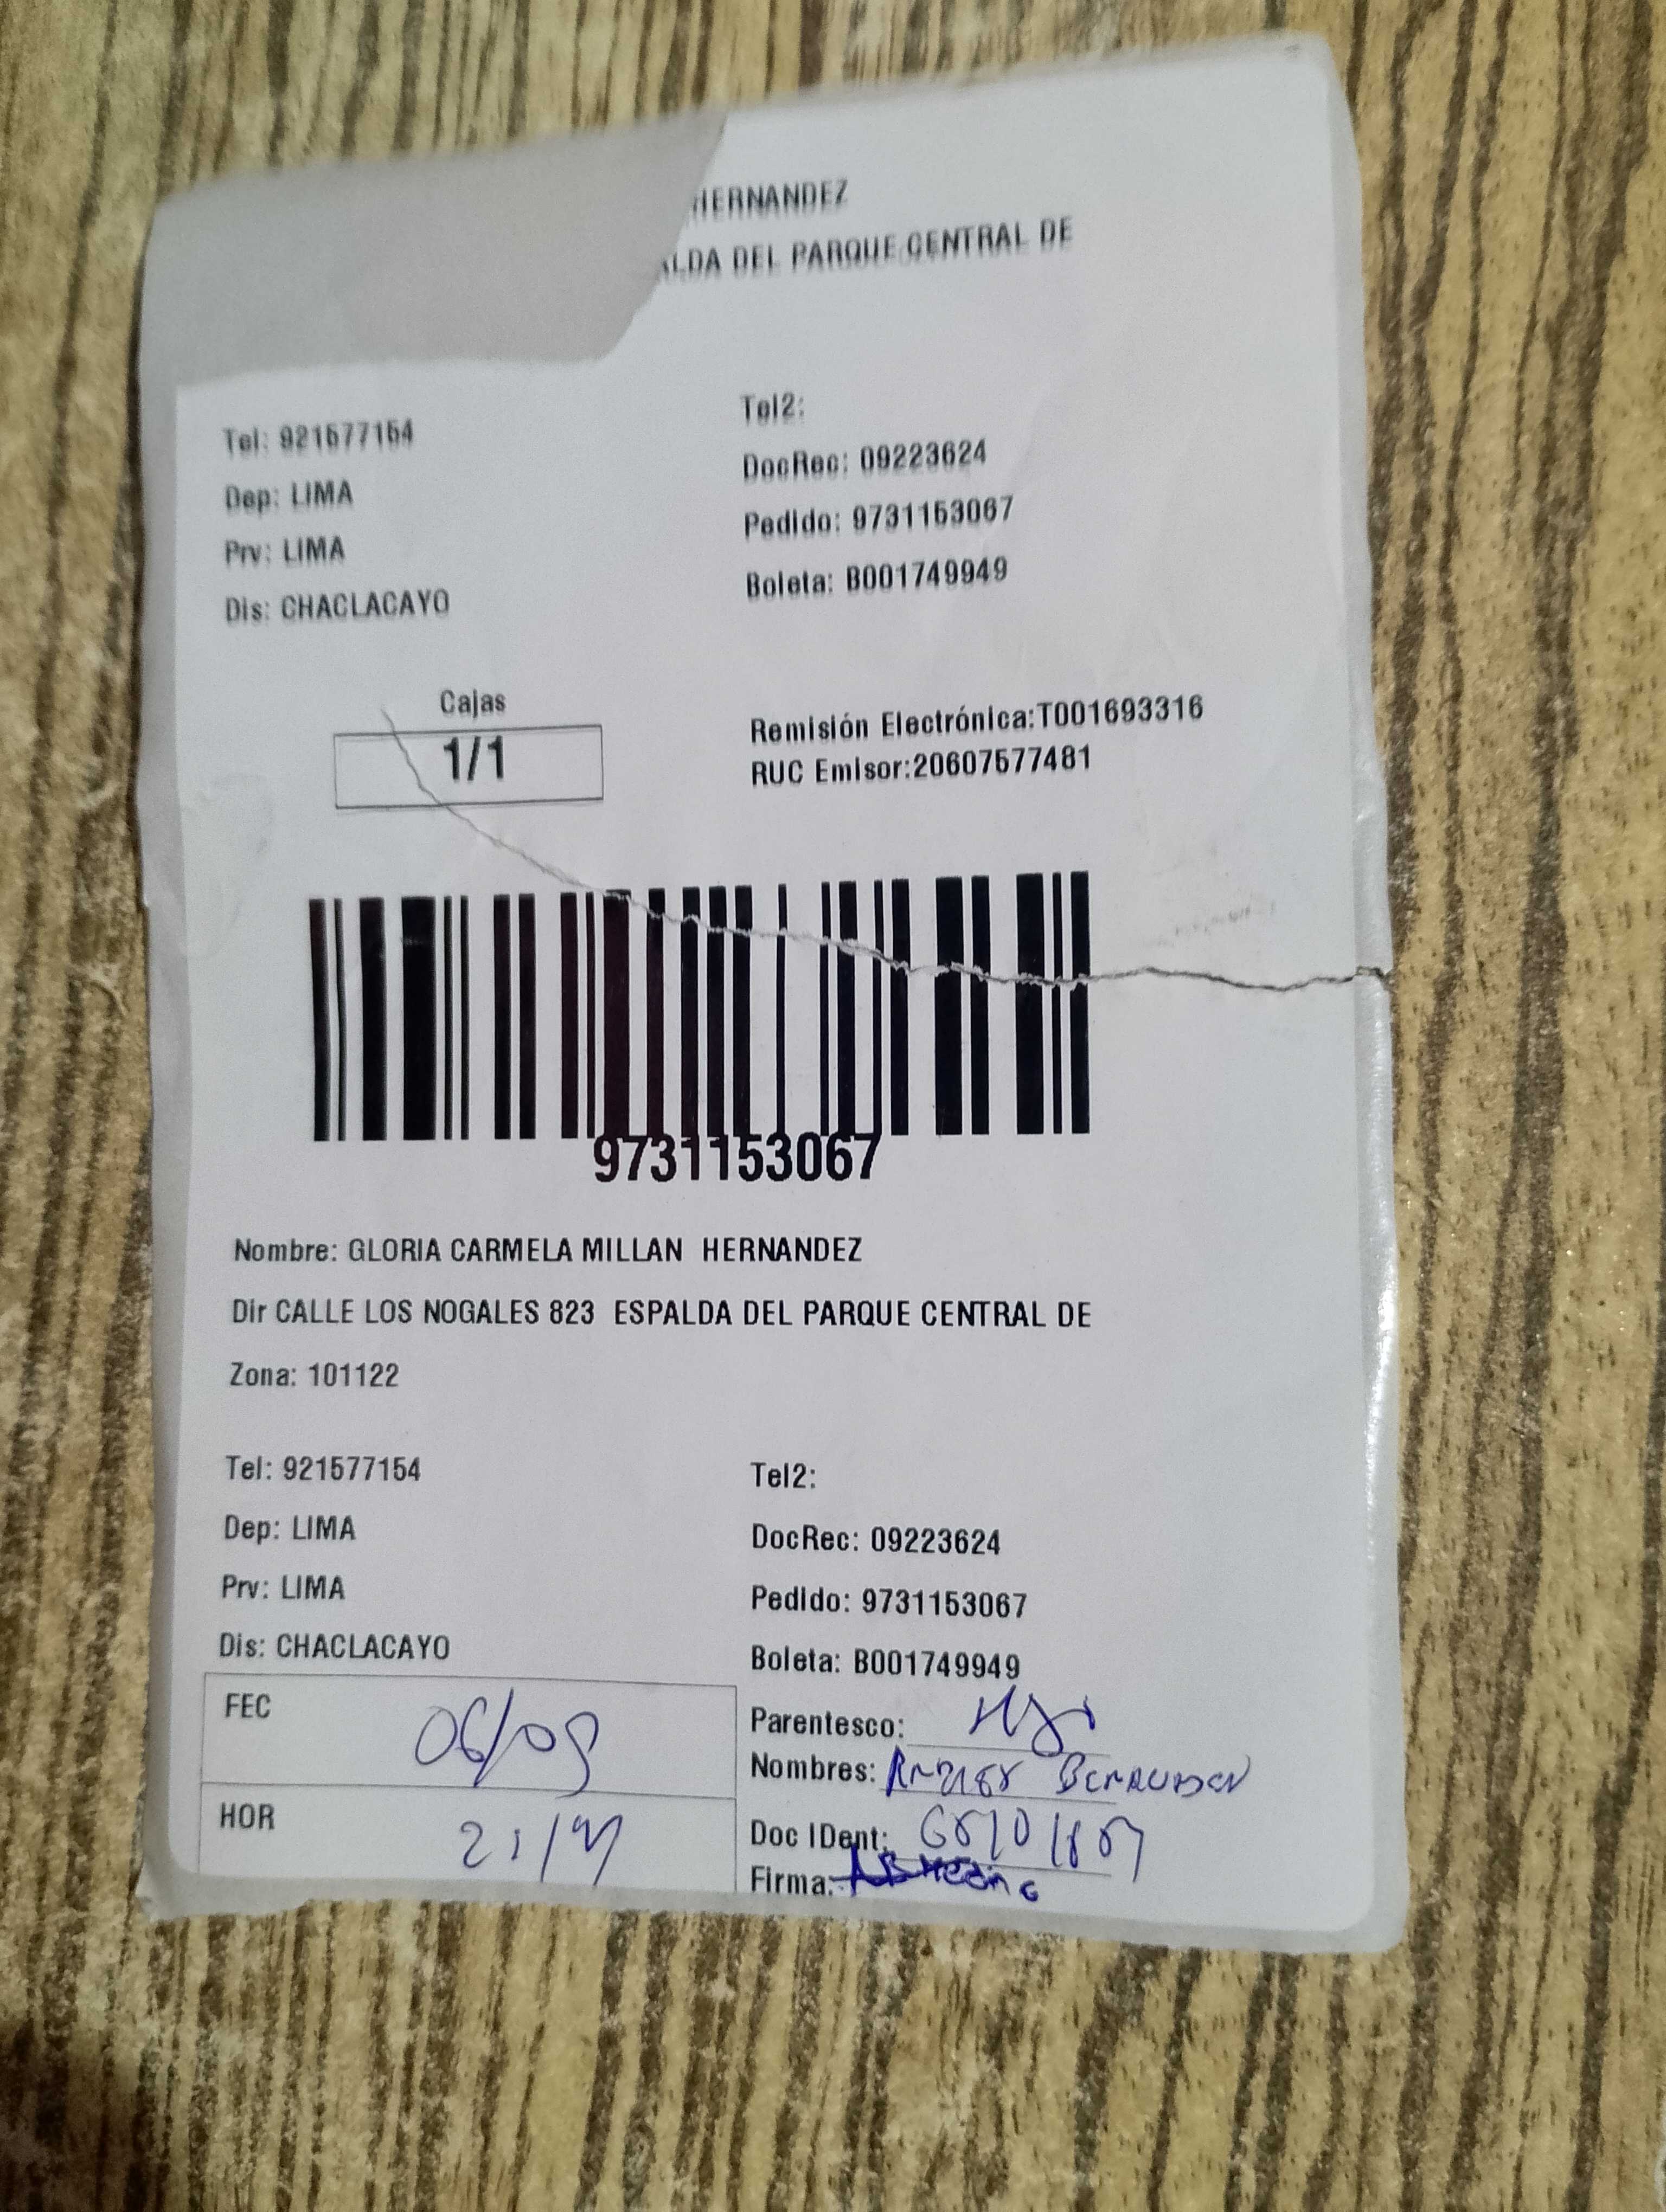 HERNANDEZ
ALDA DEL PARQUE CENTRAL DE
Tel: 921577154
Tel2:
Dep: LIMA
DocRec: 09223624
Prv: LIMA
Pedido: 9731153067
Dis: CHACLACAYO
Boleta: B001749949
Cajas
1/1
Remisión Electrónica:T001693316
RUC Emisor:20607577481
9731153067
Nombre: GLORIA CARMELA MILLAN HERNANDEZ
Dir CALLE LOS NOGALES 823 ESPALDA DEL PARQUE CENTRAL DE
Zona: 101122
Tel: 921577154
Tel2:
Dep: LIMA
DocRec: 09223624
Prv: LIMA
Pedido: 9731153067
Dis: CHACLACAYO
Boleta: B001749949
FEC 06/09
Parentesco:
Nombres:
HOR
Doc IDent:
Firma: